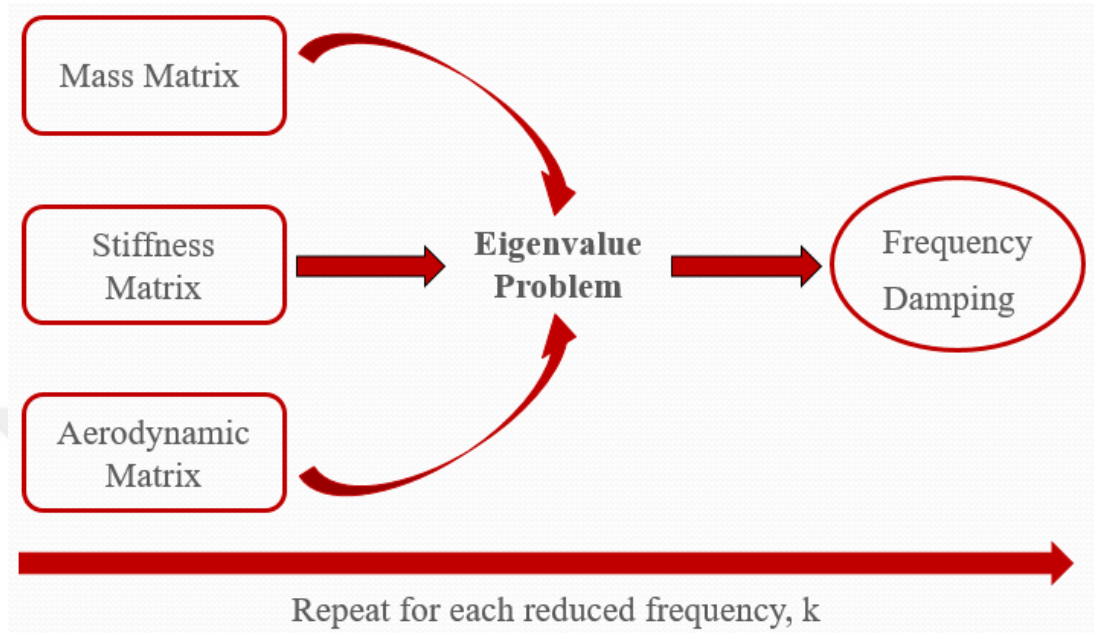 Mass Matrix
Stiffness
Matrix
Aerodynamic
Matrix
Eigenvalue
Problem
Frequency
Damping
Repeat for each reduced frequency, k